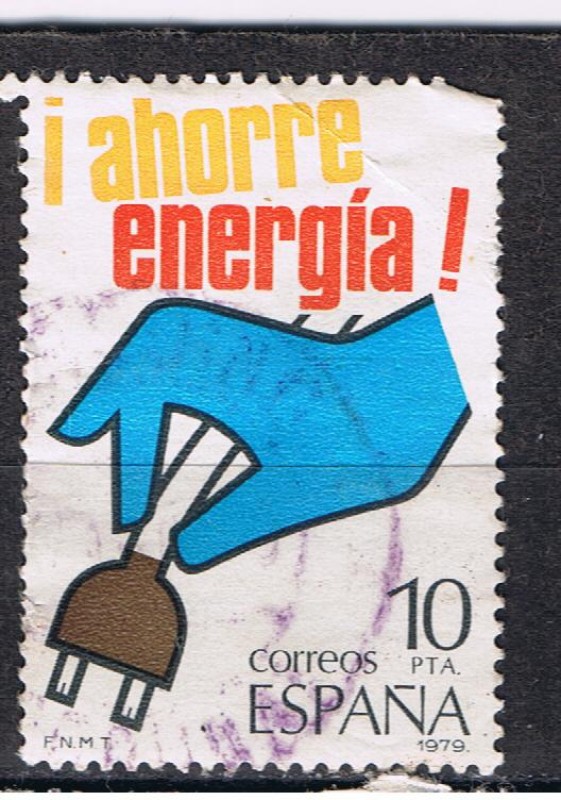 ¡ ahorre
energía !
10
correos PTA.
ESPAÑA
F.N.M.T. 1979.